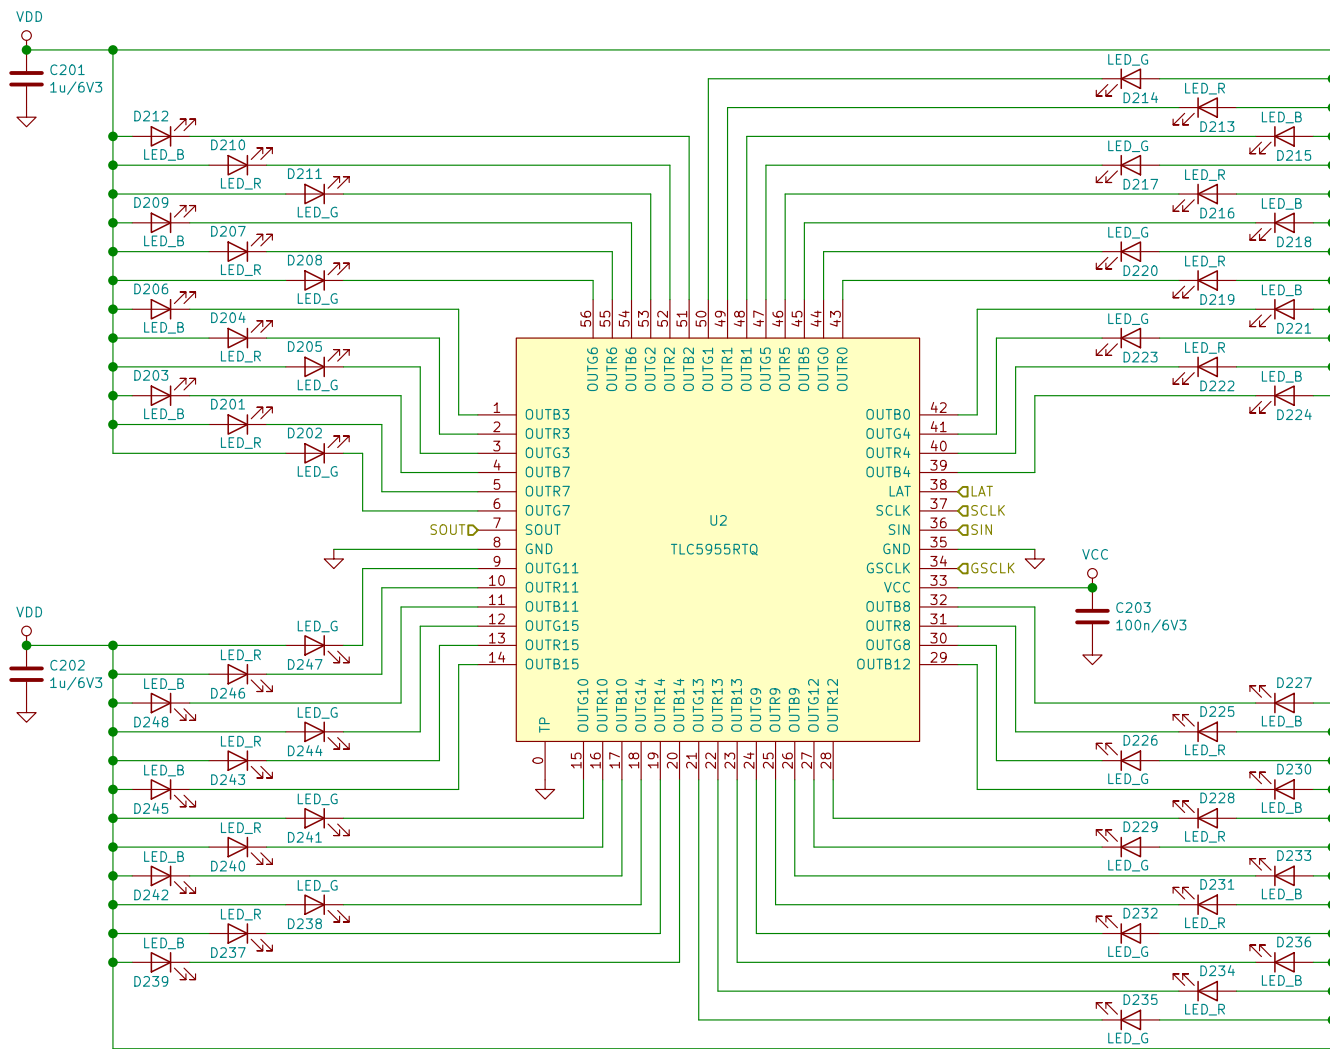 VDD
C201
1u/6V3
D212
LED_B
D210
LED_R
D211
LED_G
D209
LED_B
D207
LED_R
D208
LED_G
D206
LED_B
D204
LED_R
D205
LED_G
D203
LED_B
D201
LED_R
D202
LED_G
LED_G
D214
LED_R
D213
LED_B
D215
LED_G
D217
LED_R
D216
LED_B
D218
LED_G
D220
LED_R
D219
LED_B
D221
LED_G
D223
LED_R
D222
LED_B
D224
56 55 54 53 52 51 50 49 48 47 46 45 44 43
OUTG6 OUTR6 OUTB6 OUTG2 OUTR2 OUTB2 OUTG1 OUTR1 OUTB1 OUTG5 OUTR5 OUTB5 OUTG0 OUTR0
1 OUTB3
2 OUTR3
3 OUTG3
4 OUTB7
5 OUTR7
6 OUTG7
SOUT 7 SOUT
8 GND
9 OUTG11
10 OUTR11
11 OUTB11
12 OUTG15
13 OUTR15
14 OUTB15
U2
TLC5955RTQ
OUTB0 42
OUTG4 41
OUTR4 40
OUTB4 39
LAT 38 LAT
SCLK 37 SCLK
SIN 36 SIN
GND 35
GSCLK 34 GSCLK
VCC 33
OUTB8 32
OUTR8 31
OUTG8 30
OUTB12 29
VCC
C203
100n/6V3
TP OUTG10 OUTR10 OUTB10 OUTG14 OUTR14 OUTB14 OUTG13 OUTR13 OUTB13 OUTG9 OUTR9 OUTB9 OUTG12 OUTR12
0 15 16 17 18 19 20 21 22 23 24 25 26 27 28
VDD
C202
1u/6V3
LED_G
D247
LED_R
D246
LED_B
D248
LED_G
D244
LED_R
D243
LED_B
D245
LED_G
D241
LED_R
D240
LED_B
D242
LED_G
D238
LED_R
D237
LED_B
D239
D227
LED_B
D225
LED_R
D226
LED_G
D230
LED_B
D228
LED_R
D229
LED_G
D233
LED_B
D231
LED_R
D232
LED_G
D236
LED_B
D234
LED_R
D235
LED_G